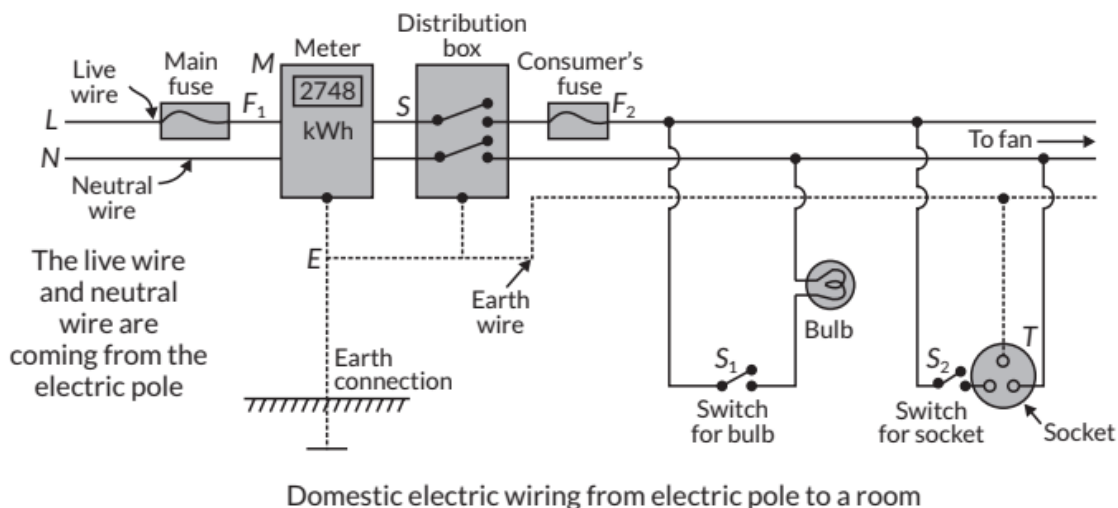 Live
wire
Main
fuse
F1
M
Meter
2748
kWh
Distribution
box
S
Consumer's
fuse
F2
L
N
Neutral
wire
To fan
The live wire
and neutral
wire are
coming from the
electric pole
E
Earth
wire
Earth
connection
Bulb
S1
Switch
for bulb
S2
Switch
for socket
T
Socket
Domestic electric wiring from electric pole to a room